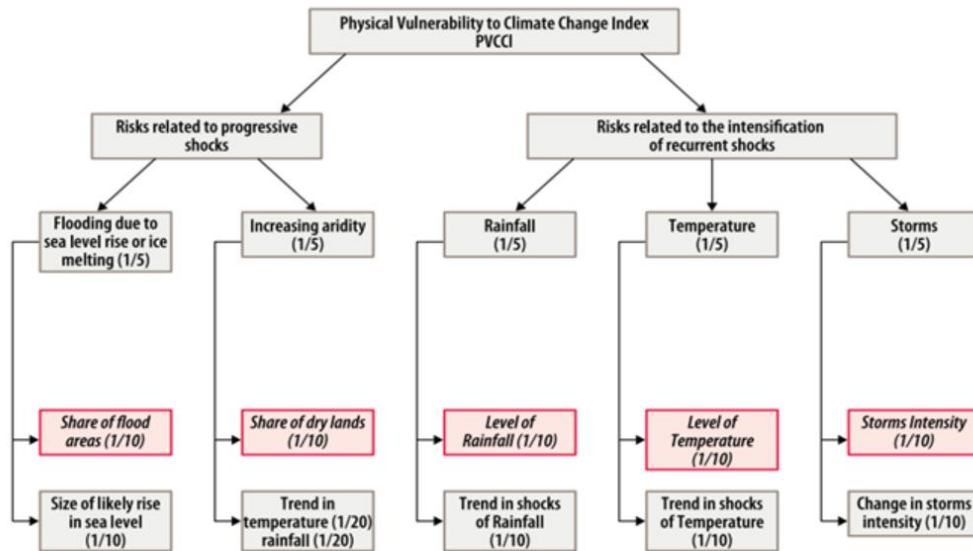 Physical Vulnerability to Climate Change Index
PVCCI
Risks related to progressive
shocks
Risks related to the intensification
of recurrent shocks
Flooding due to
sea level rise or ice
melting (1/5)
Increasing aridity
(1/5)
Rainfall
(1/5)
Temperature
(1/5)
Storms
(1/5)
Share of flood
areas (1/10)
Share of dry lands
(1/10)
Level of
Rainfall (1/10)
Level of
Temperature
(1/10)
Storms Intensity
(1/10)
Size of likely rise
in sea level
(1/10)
Trend in
temperature (1/20)
rainfall (1/20)
Trend in shocks
of Rainfall
(1/10)
Trend in shocks
of Temperature
(1/10)
Change in storms
intensity (1/10)